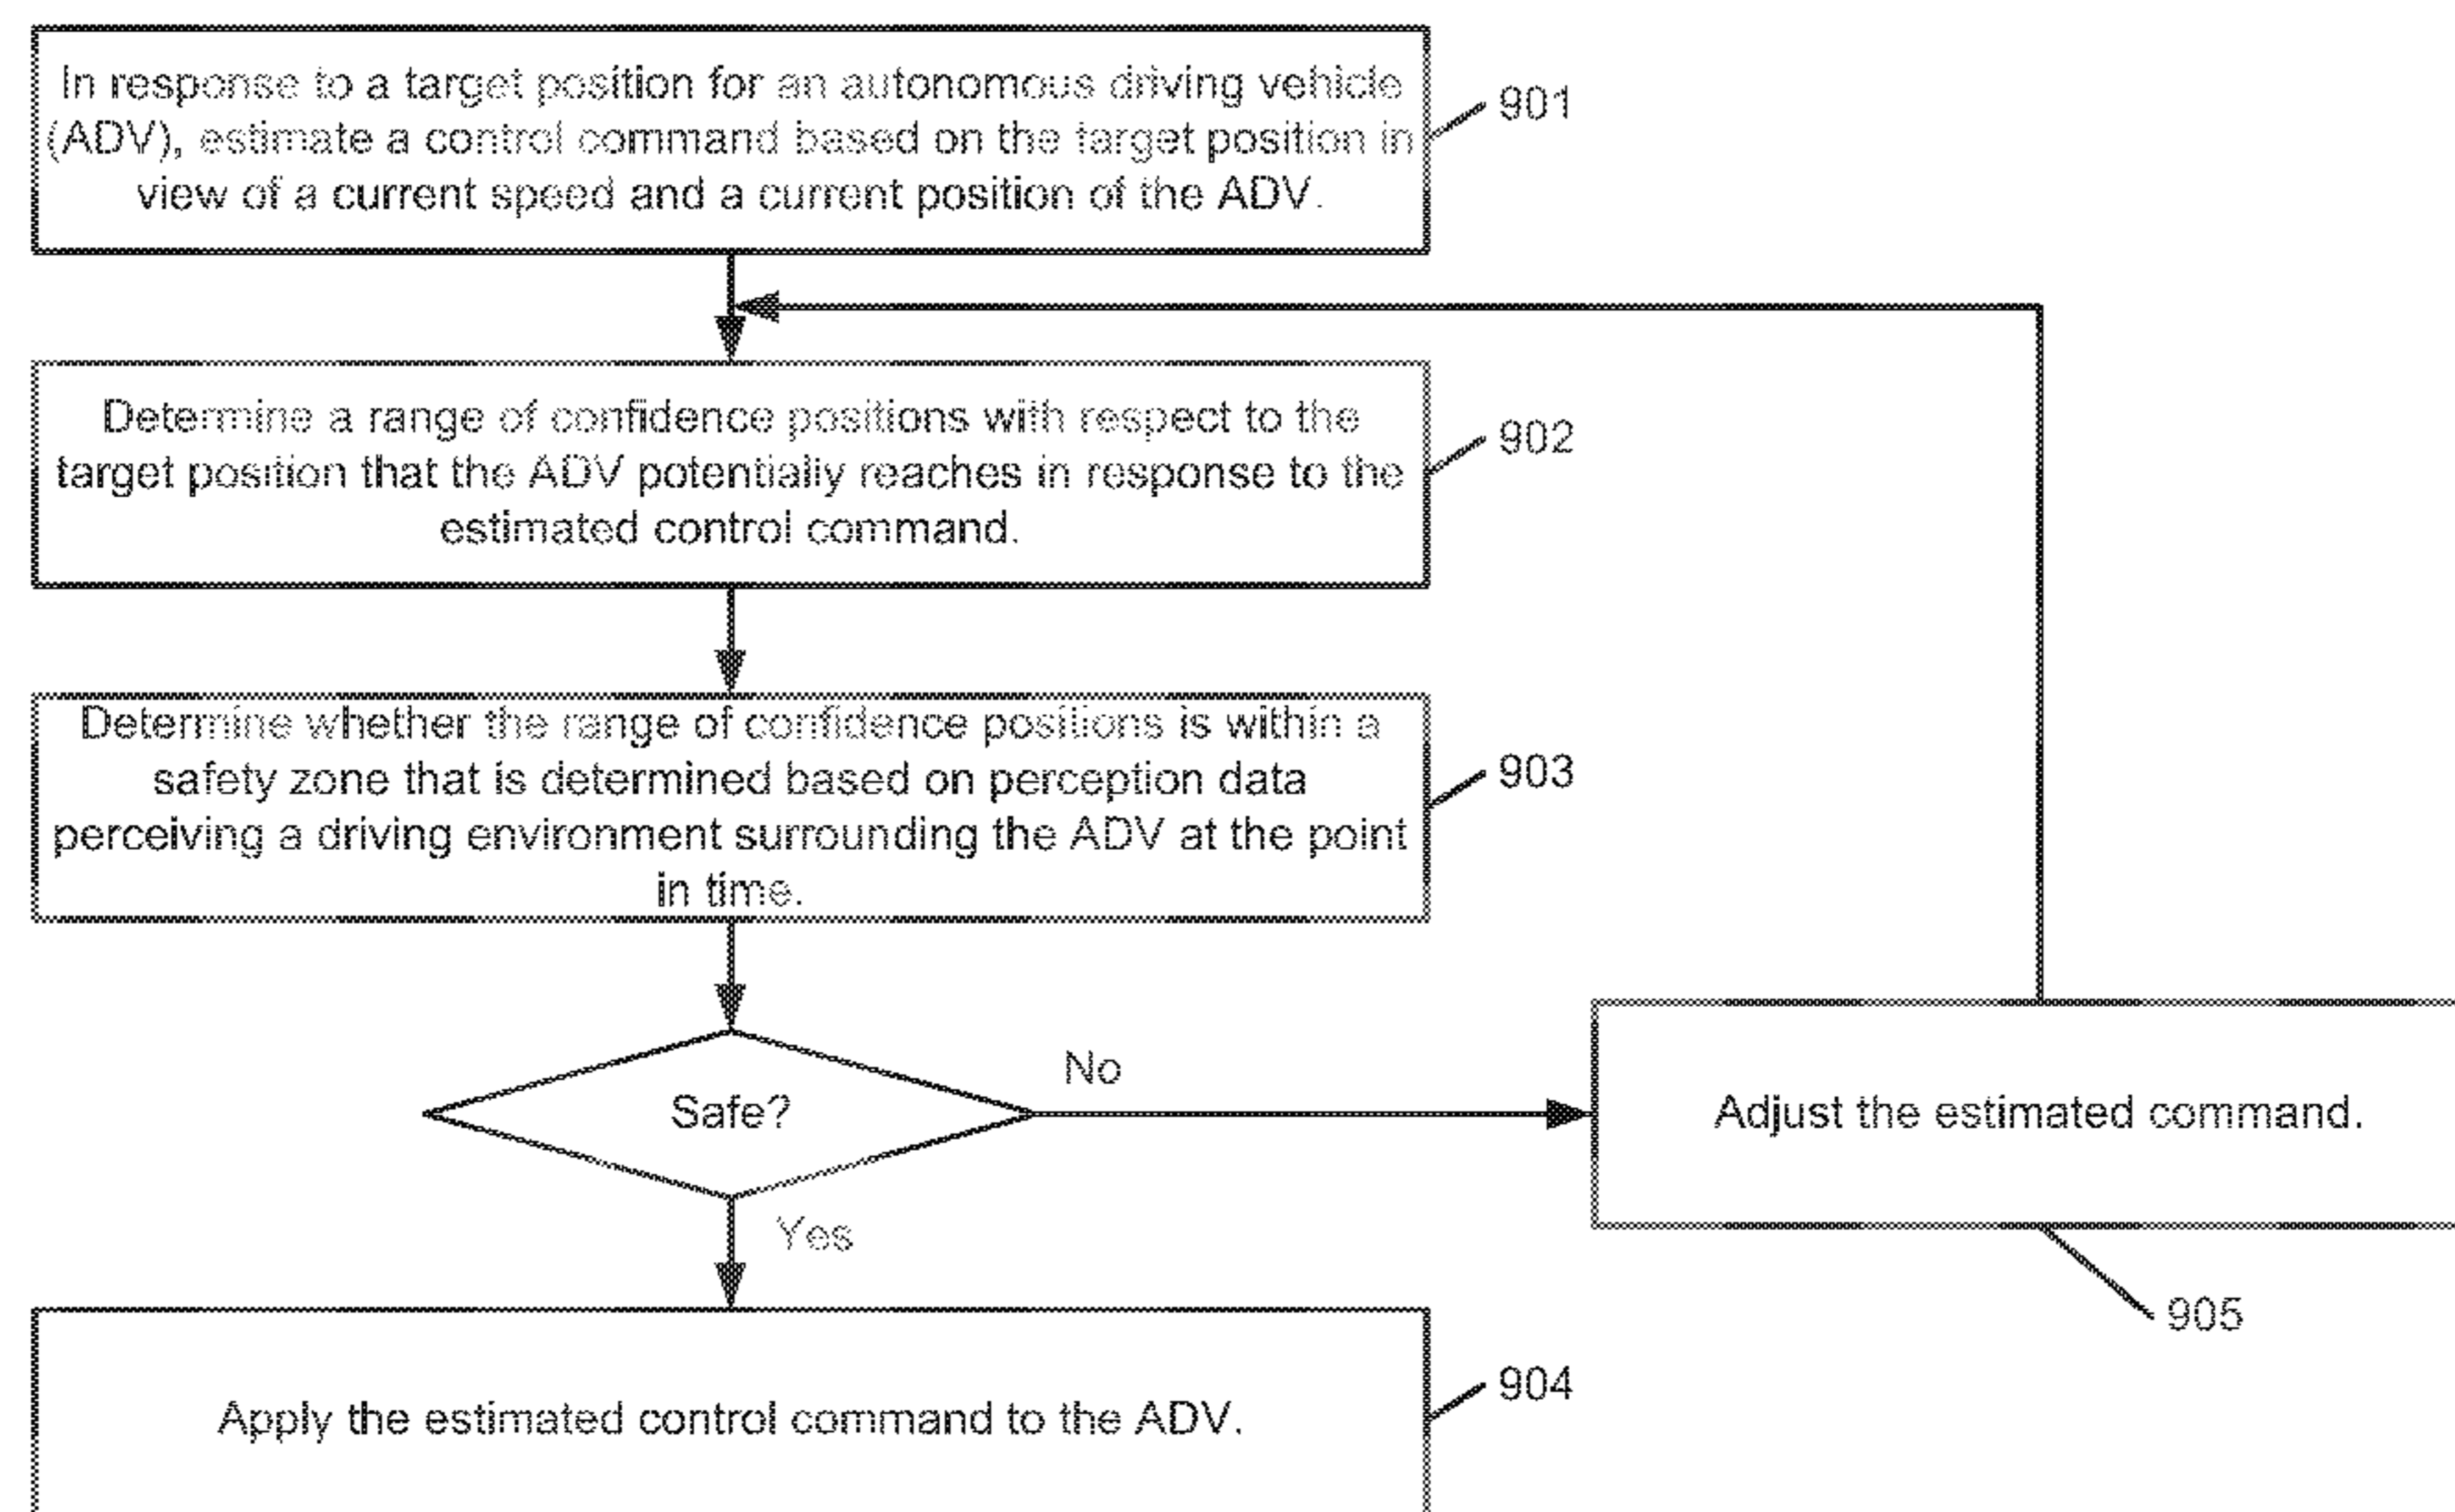 In response to a target position for an autonomous driving vehicle
(ADV), estimate a control command based on the target position in
view of a current speed and a current position of the ADV.
901
Determine a range of confidence positions with respect to the
target position that the ADV potentially reaches in response to the
estimated control command.
902
Determine whether the range of confidence positions is within a
safety zone that is determined based on perception data
perceiving a driving environment surrounding the ADV at the point
in time.
903
Safe?
No
Adjust the estimated command.
905
Yes
Apply the estimated control command to the ADV.
904